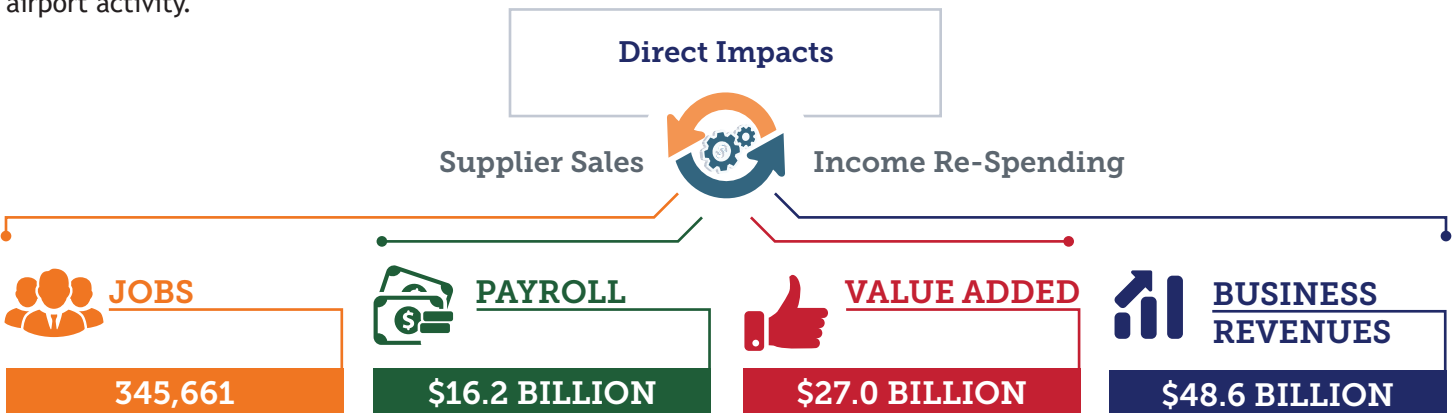 airport activity.
Direct Impacts
Supplier Sales
Income Re-Spending
JOBS
345,661
PAYROLL
$16.2 BILLION
VALUE ADDED
$27.0 BILLION
BUSINESS
REVENUES
$48.6 BILLION